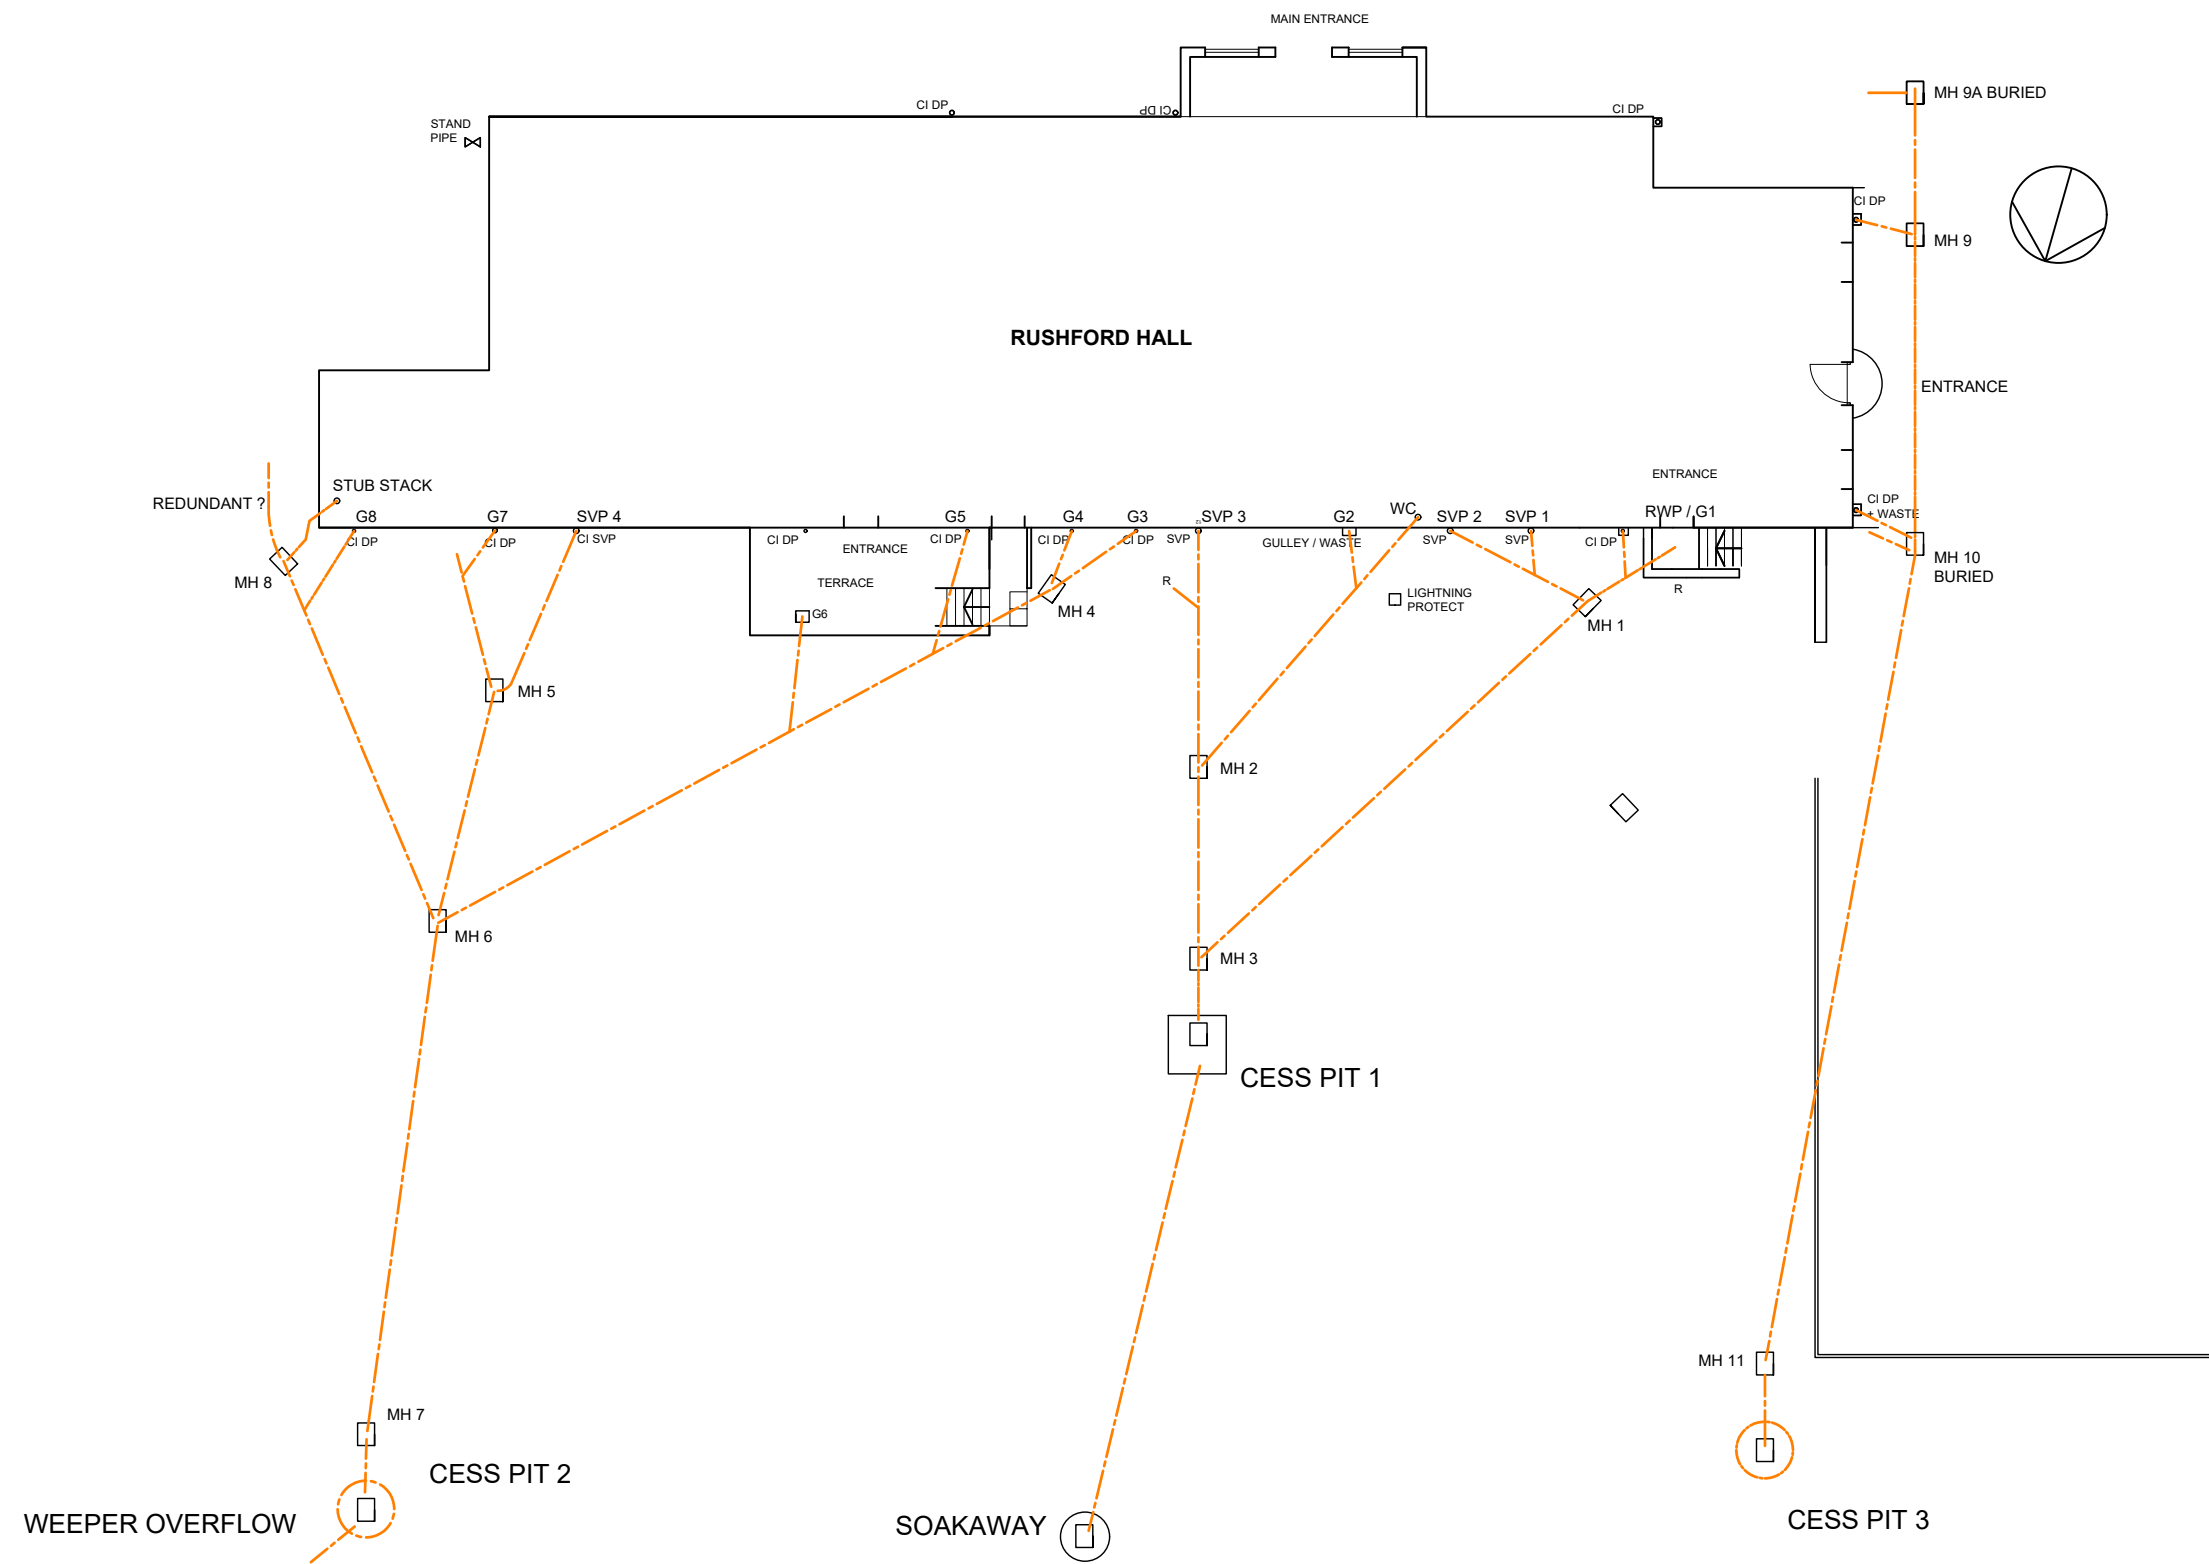 MAIN ENTRANCE
MH 9A BURIED
CI DP
CI DP
CI DP
STAND
PIPE
CI DP
MH 9
RUSHFORD HALL
ENTRANCE
ENTRANCE
STUB STACK
REDUNDANT ?
CI DP
+ WASTE
G8
G7
SVP 4
G5
G4
G3
SVP 3
G2
WC
SVP 2
SVP 1
RWP / G1
CI DP
CI DP
CI SVP
CI DP
ENTRANCE
CI DP
CI DP
CI DP
SVP
GULLEY / WASTE
SVP
SVP
CI DP
MH 10
BURIED
MH 8
TERRACE
R
R
LIGHTNING
PROTECT
G6
MH 4
MH 1
MH 5
MH 2
MH 6
MH 3
CESS PIT 1
MH 11
MH 7
CESS PIT 2
WEEPER OVERFLOW
SOAKAWAY
CESS PIT 3